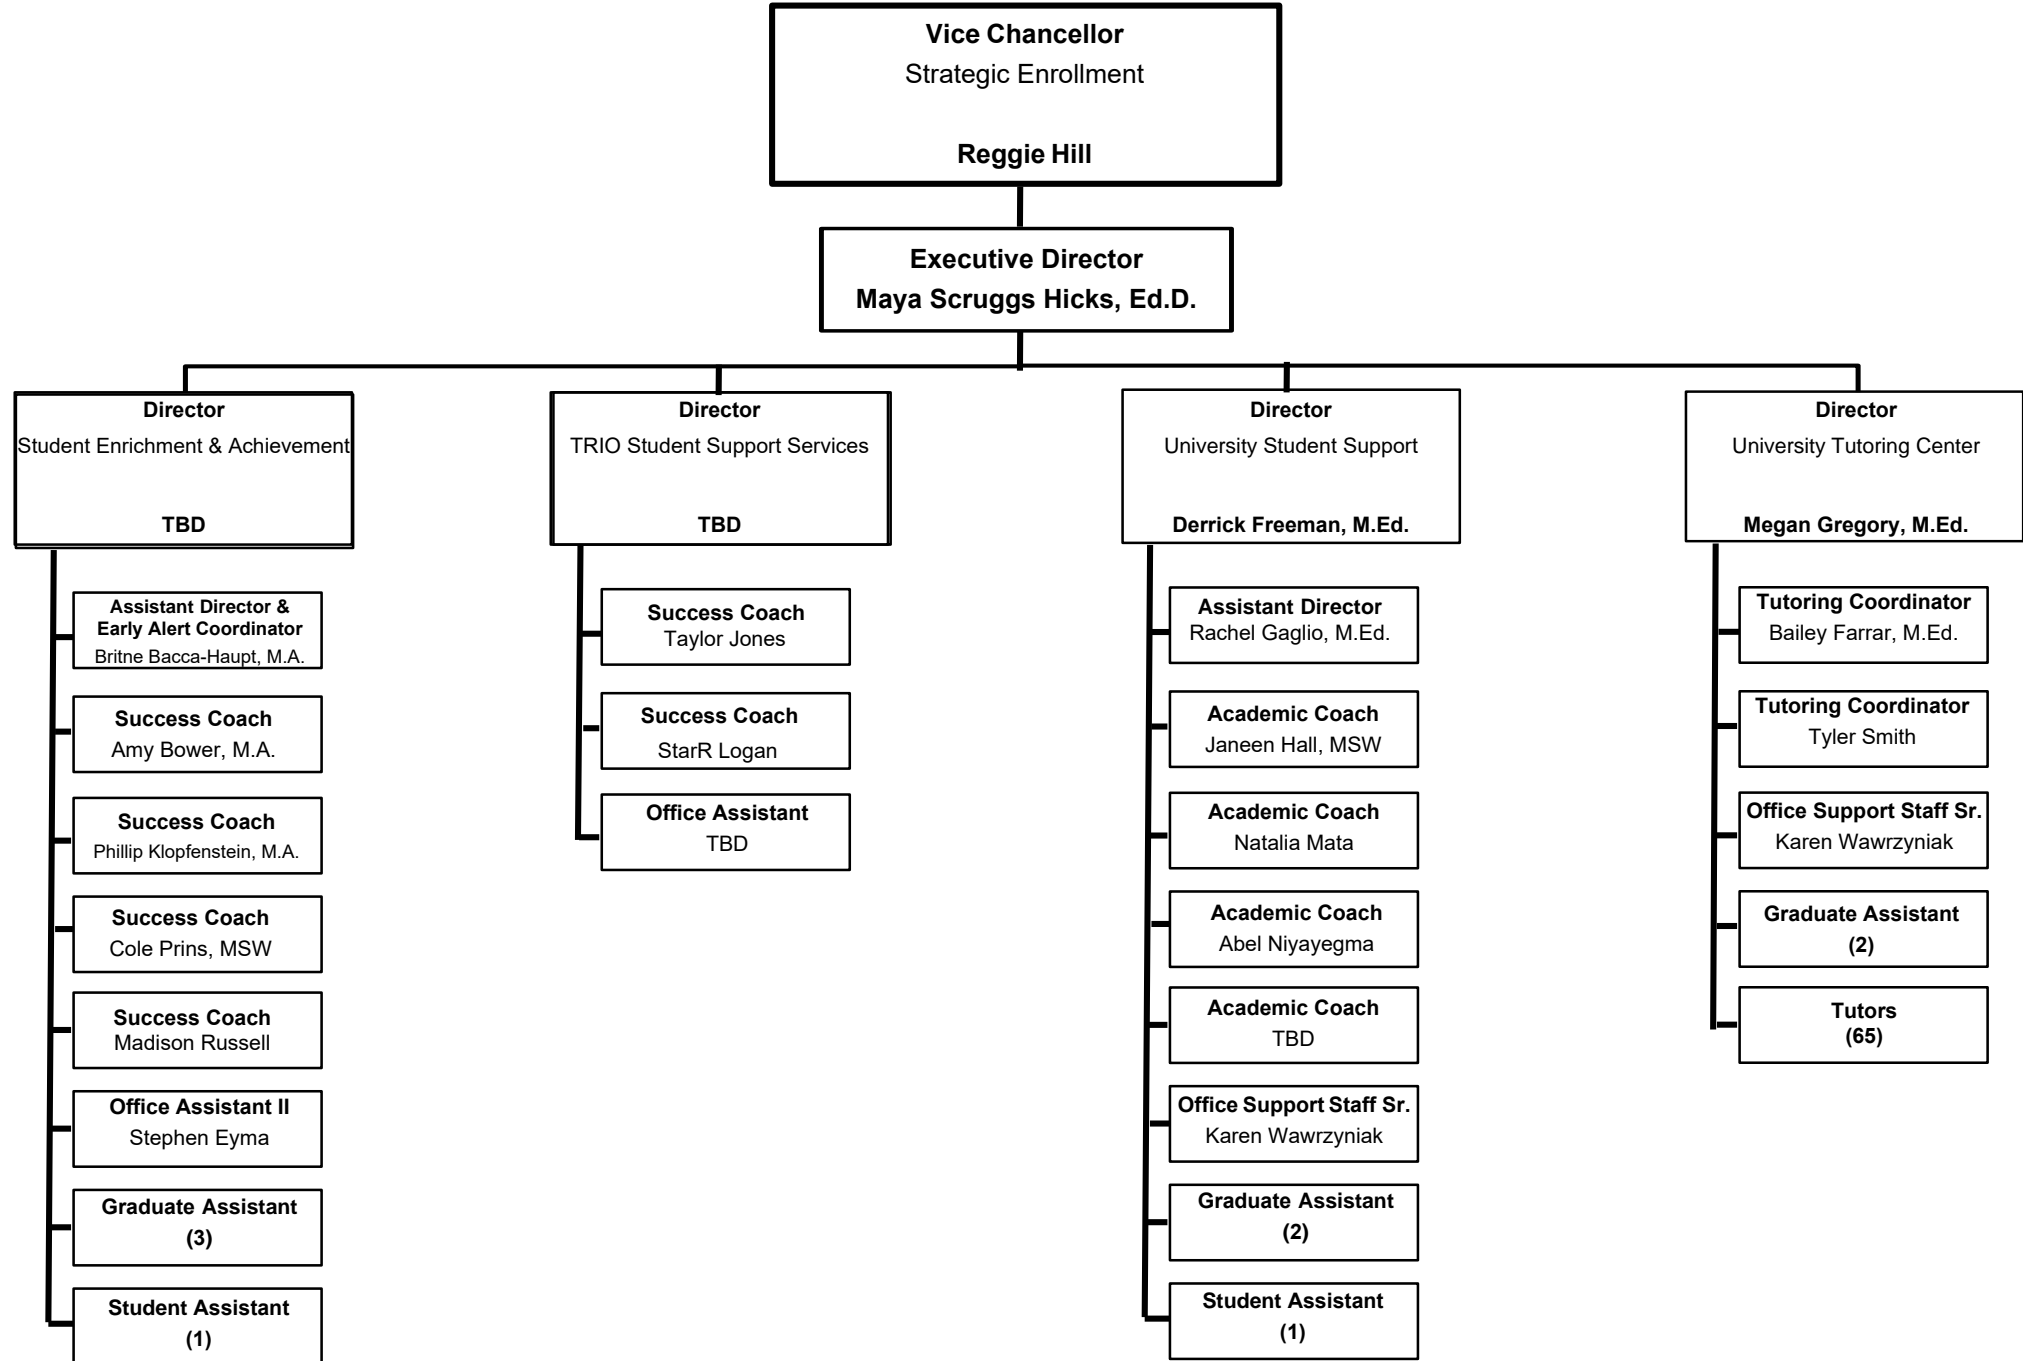 Vice Chancellor
Strategic Enrollment
Reggie Hill
Executive Director
Maya Scruggs Hicks, Ed.D.
Director
Student Enrichment & Achievement
TBD
Assistant Director &
Early Alert Coordinator
Britne Bacca-Haupt, M.A.
Success Coach
Amy Bower, M.A.
Success Coach
Phillip Klopfenstein, M.A.
Success Coach
Cole Prins, MSW
Success Coach
Madison Russell
Office Assistant II
Stephen Eyma
Graduate Assistant
(3)
Student Assistant
(1)
Director
TRIO Student Support Services
TBD
Success Coach
Taylor Jones
Success Coach
StarR Logan
Office Assistant
TBD
Director
University Student Support
Derrick Freeman, M.Ed.
Assistant Director
Rachel Gaglio, M.Ed.
Academic Coach
Janeen Hall, MSW
Academic Coach
Natalia Mata
Academic Coach
Abel Niyayegma
Academic Coach
TBD
Office Support Staff Sr.
Karen Wawrzyniak
Graduate Assistant
(2)
Student Assistant
(1)
Director
University Tutoring Center
Megan Gregory, M.Ed.
Tutoring Coordinator
Bailey Farrar, M.Ed.
Tutoring Coordinator
Tyler Smith
Office Support Staff Sr.
Karen Wawrzyniak
Graduate Assistant
(2)
Tutors
(65)